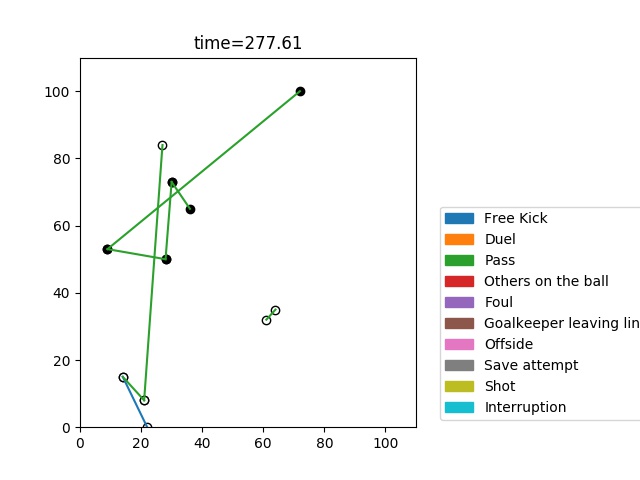 time=277.61
100
80
60
40
20
0
0 20 40 60 80 100
Free Kick
Duel
Pass
Others on the ball
Foul
Goalkeeper leaving lin
Offside
Save attempt
Shot
Interruption